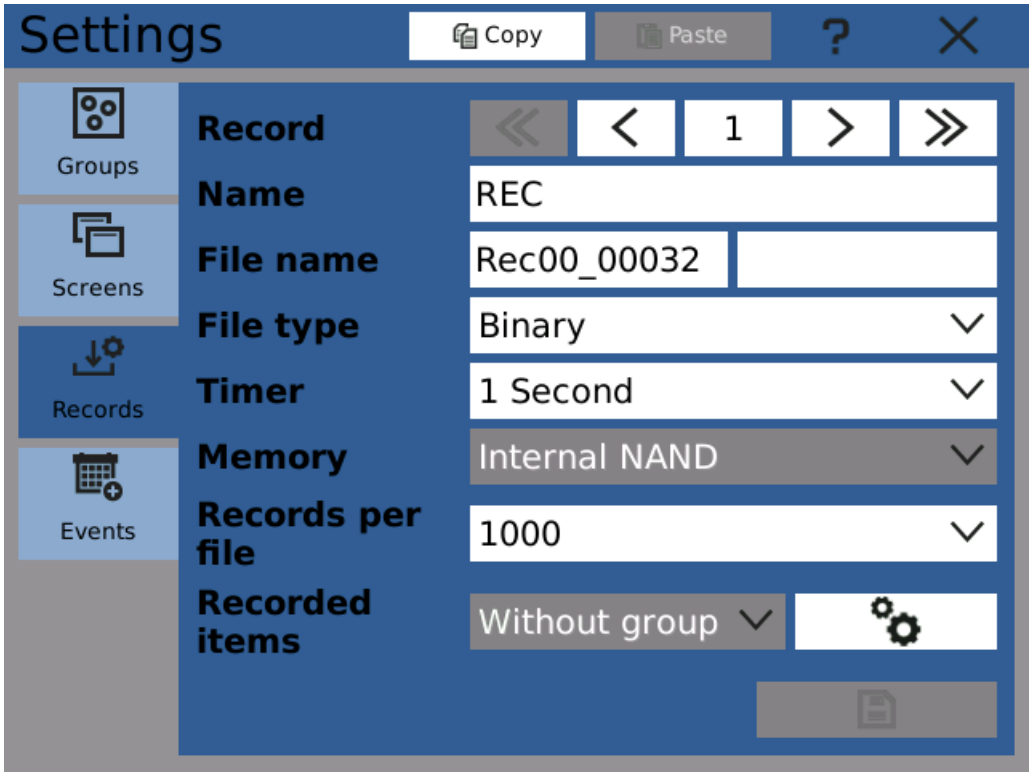 Settings
Copy
Paste
?
Groups
Screens
Records
Events
Record
1
Name
REC
File name
Rec00_00032
File type
Binary
Timer
1 Second
Memory
Internal NAND
Records per
file
1000
Recorded
items
Without group